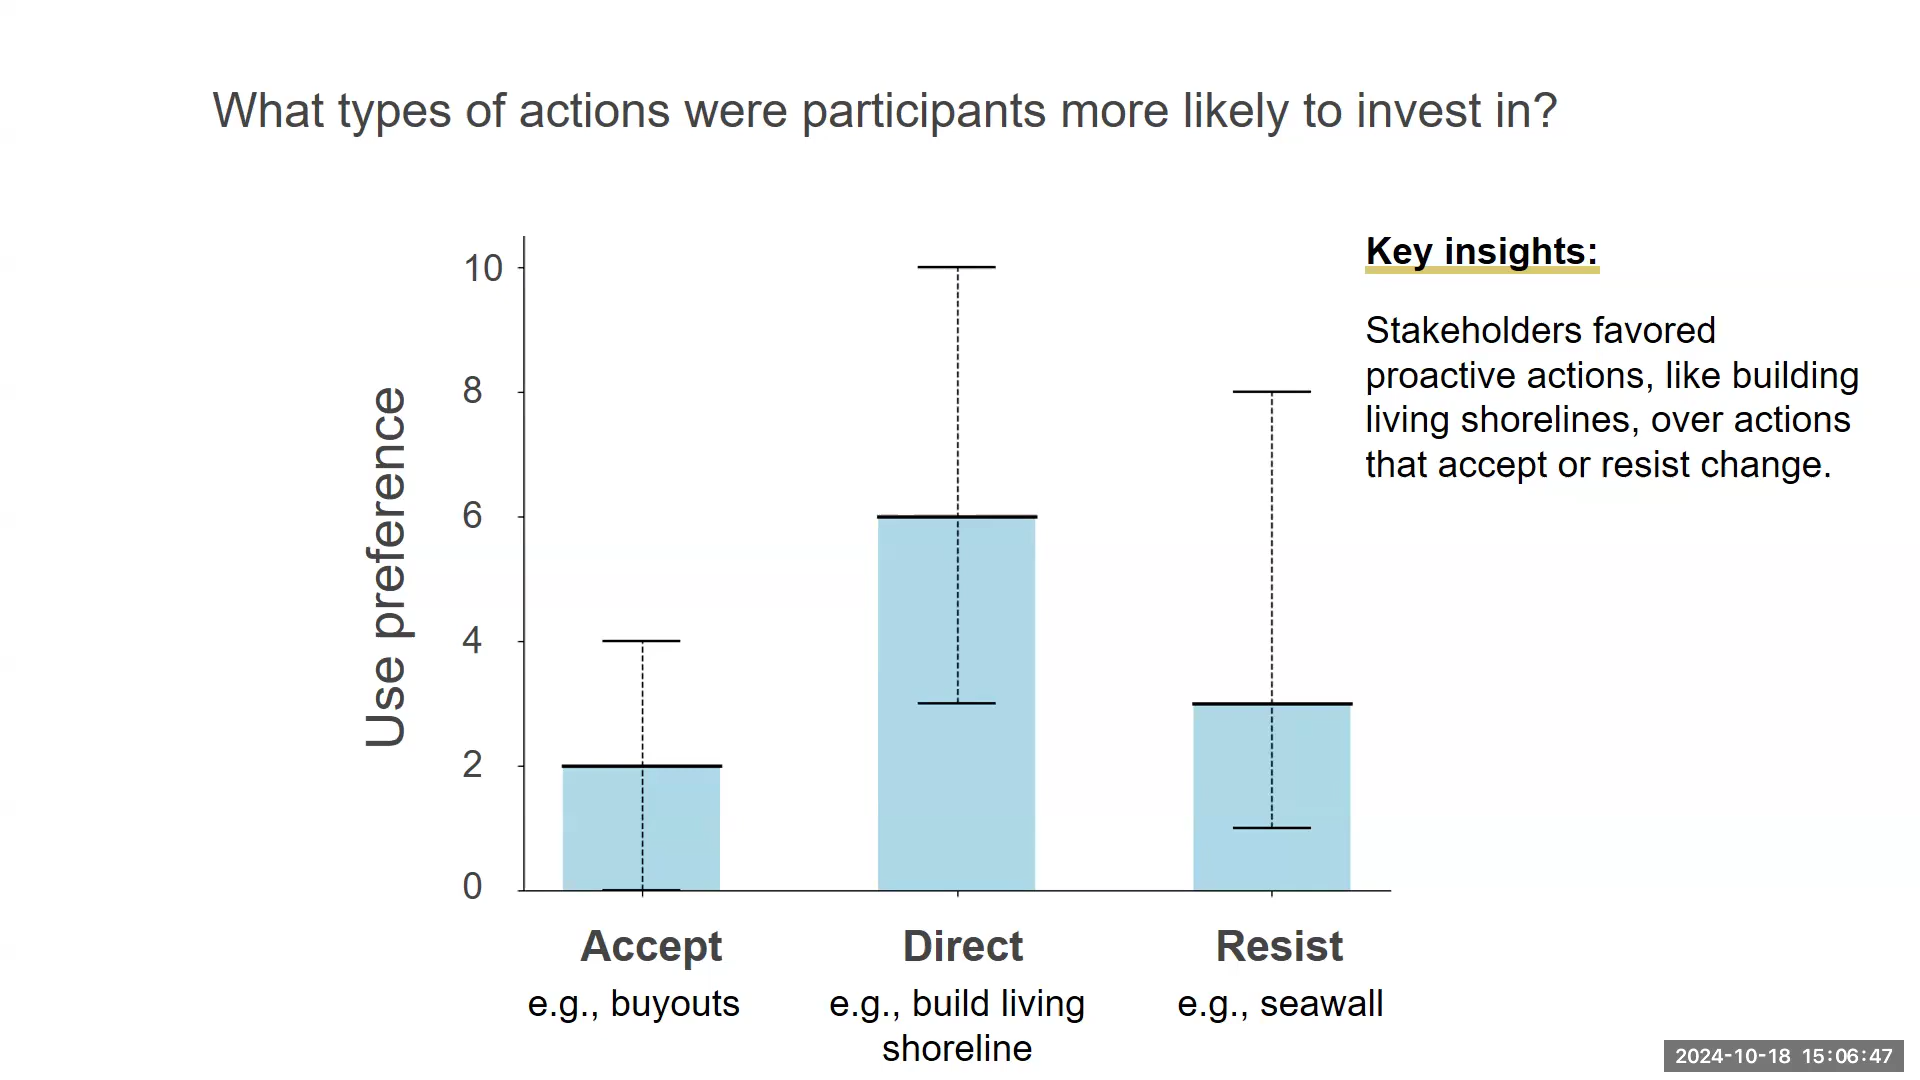 What types of actions were participants more likely to invest in?
Key insights:
Stakeholders favored
proactive actions, like building
living shorelines, over actions
that accept or resist change.
Use preference
10
8
6
4
2
0
Accept
e.g., buyouts
Direct
e.g., build living
shoreline
Resist
e.g., seawall
2024-10-18 15:06:47